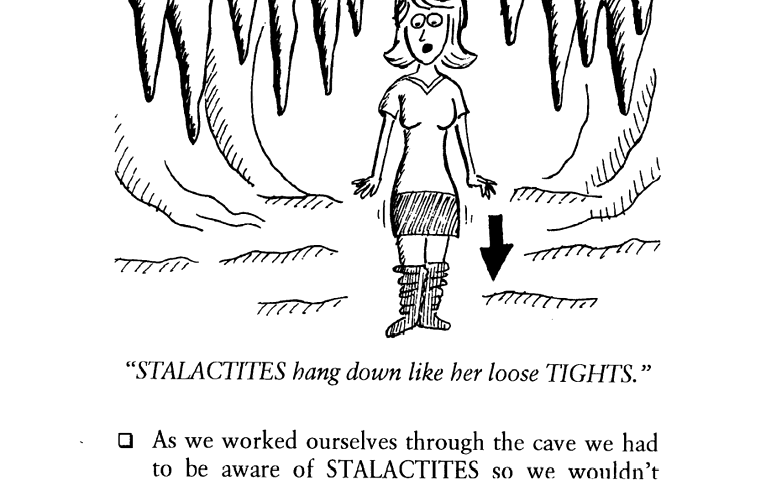 “STALACTITES hang down like her loose TIGHTS.”
❏ As we worked ourselves through the cave we had
to be aware of STALACTITES so we wouldn't